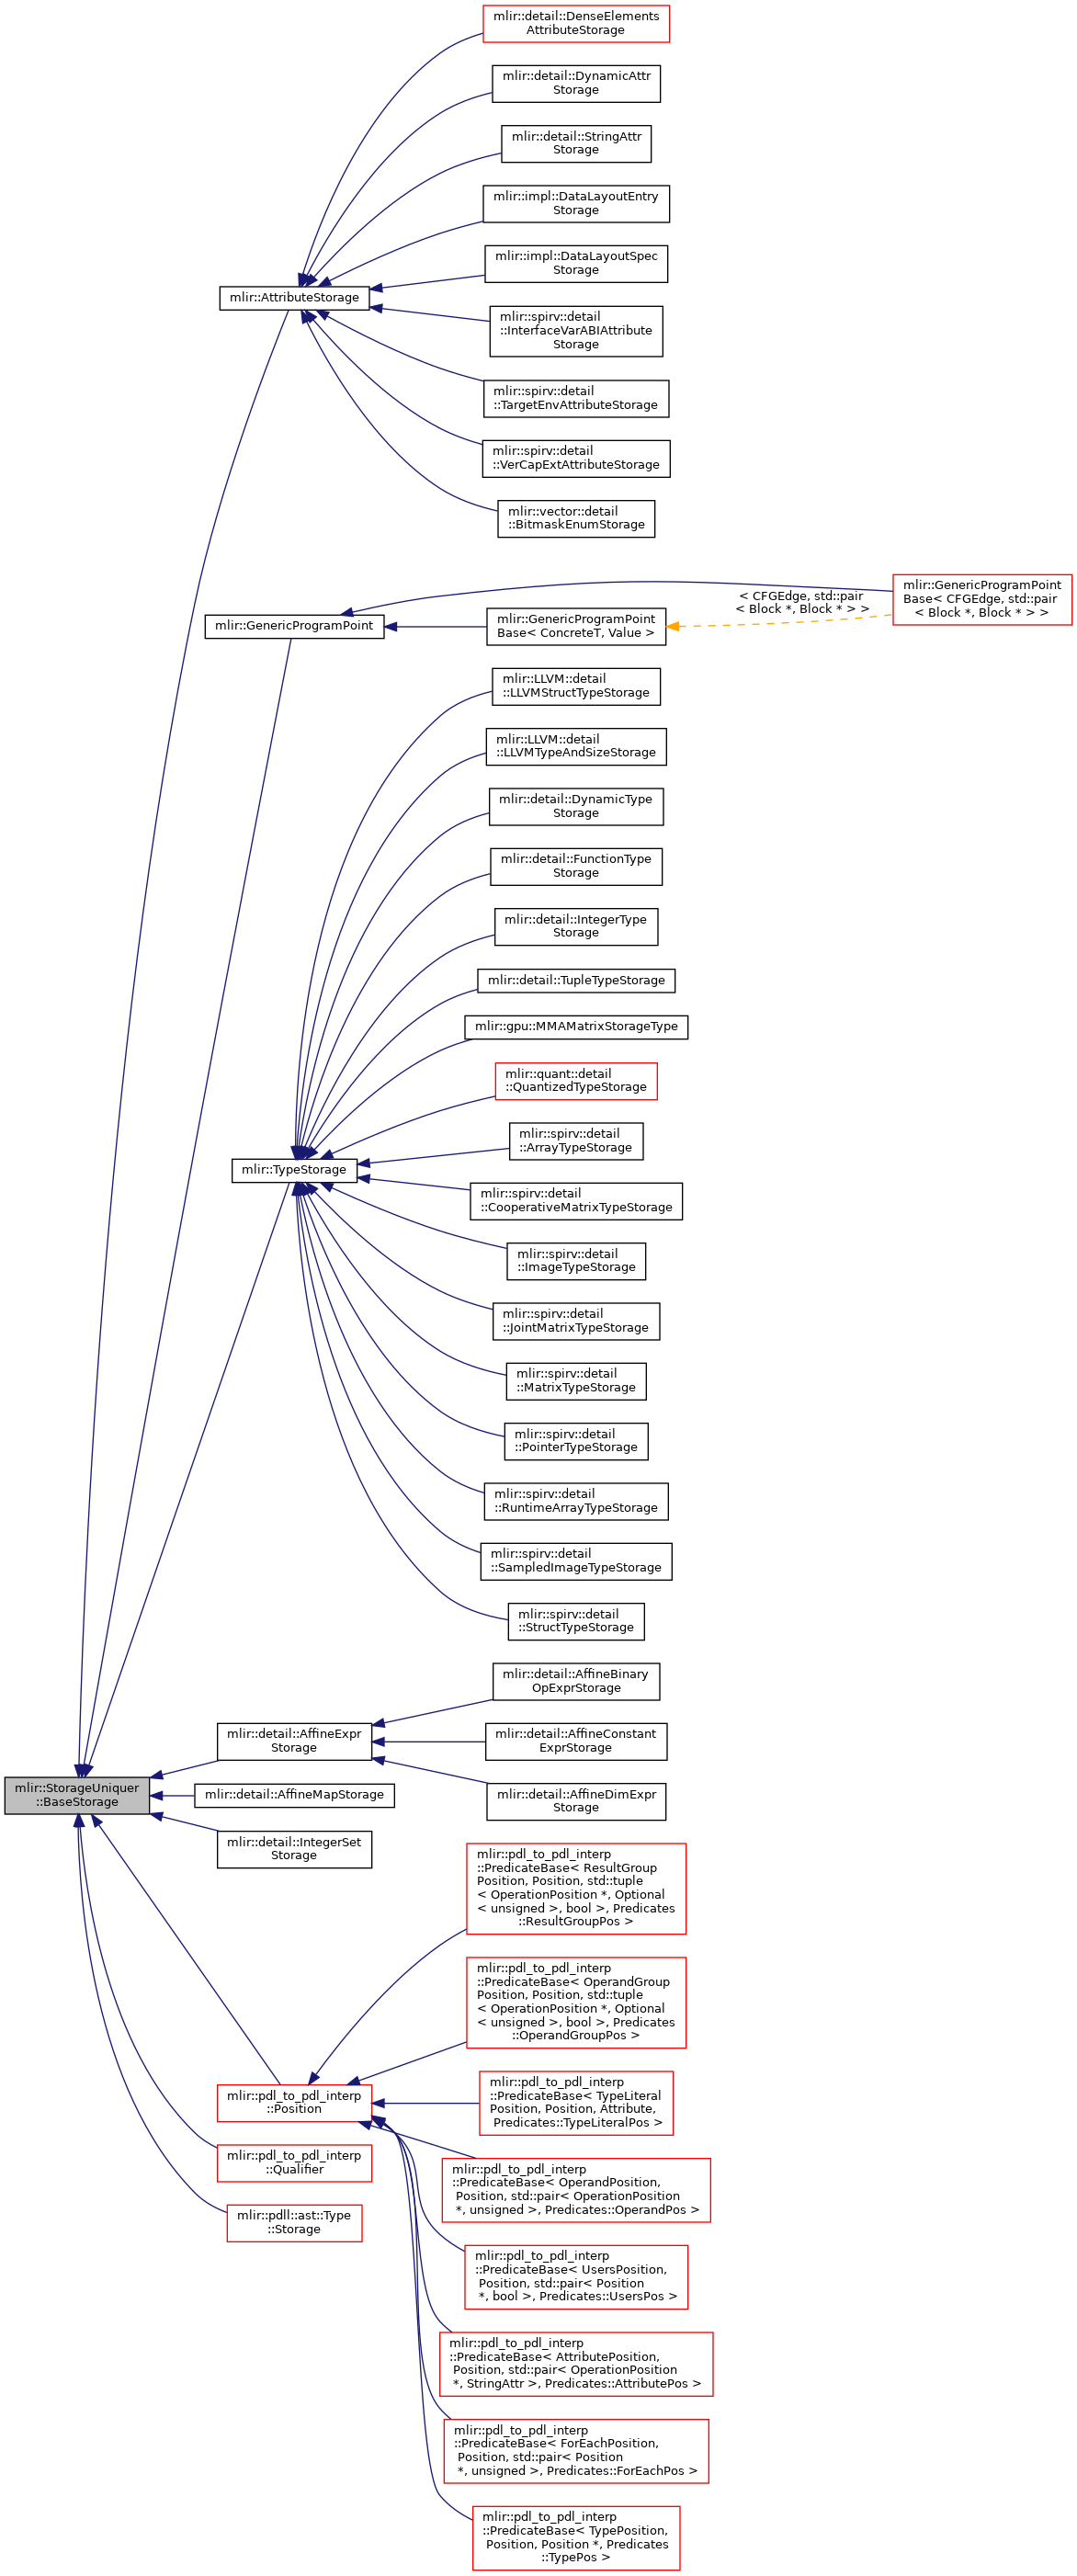 mlir::detail::DenseElements
AttributeStorage
mlir::detail::DynamicAttr
Storage
mlir::detail::StringAttr
Storage
mlir::impl::DataLayoutEntry
Storage
mlir::impl::DataLayoutSpec
Storage
mlir::AttributeStorage
mlir::spirv::detail
::InterfaceVarABIAttribute
Storage
mlir::spirv::detail
::TargetEnvAttributeStorage
mlir::spirv::detail
::VerCapExtAttributeStorage
mlir::vector::detail
::BitmaskEnumStorage
mlir::GenericProgramPoint
Base< CFGEdge, std::pair
< Block *, Block * > >
< CFGEdge, std::pair
< Block *, Block * > >
mlir::GenericProgramPoint
mlir::GenericProgramPoint
Base< ConcreteT, Value >
mlir::LLVM::detail
::LLVMStructTypeStorage
mlir::LLVM::detail
::LLVMTypeAndSizeStorage
mlir::detail::DynamicType
Storage
mlir::detail::FunctionType
Storage
mlir::detail::IntegerType
Storage
mlir::detail::TupleTypeStorage
mlir::gpu::MMAMatrixStorageType
mlir::quant::detail
::QuantizedTypeStorage
mlir::spirv::detail
::ArrayTypeStorage
mlir::TypeStorage
mlir::spirv::detail
::CooperativeMatrixTypeStorage
mlir::spirv::detail
::ImageTypeStorage
mlir::spirv::detail
::JointMatrixTypeStorage
mlir::spirv::detail
::MatrixTypeStorage
mlir::spirv::detail
::PointerTypeStorage
mlir::spirv::detail
::RuntimeArrayTypeStorage
mlir::spirv::detail
::SampledImageTypeStorage
mlir::spirv::detail
::StructTypeStorage
mlir::detail::AffineBinary
OpExprStorage
mlir::detail::AffineExpr
Storage
mlir::detail::AffineConstant
ExprStorage
mlir::StorageUniquer
::BaseStorage
mlir::detail::AffineMapStorage
mlir::detail::AffineDimExpr
Storage
mlir::detail::IntegerSet
Storage
mlir::pdl_to_pdl_interp
::PredicateBase< ResultGroup
Position, Position, std::tuple
< OperationPosition *, Optional
< unsigned >, bool >, Predicates
::ResultGroupPos >
mlir::pdl_to_pdl_interp
::PredicateBase< OperandGroup
Position, Position, std::tuple
< OperationPosition *, Optional
< unsigned >, bool >, Predicates
::OperandGroupPos >
mlir::pdl_to_pdl_interp
::Position
mlir::pdl_to_pdl_interp
::PredicateBase< TypeLiteral
Position, Position, Attribute,
Predicates::TypeLiteralPos >
mlir::pdl_to_pdl_interp
::Qualifier
mlir::pdl_to_pdl_interp
::PredicateBase< OperandPosition,
Position, std::pair< OperationPosition
*, unsigned >, Predicates::OperandPos >
mlir::pdll::ast::Type
::Storage
mlir::pdl_to_pdl_interp
::PredicateBase< UsersPosition,
Position, std::pair< Position
*, bool >, Predicates::UsersPos >
mlir::pdl_to_pdl_interp
::PredicateBase< AttributePosition,
Position, std::pair< OperationPosition
*, StringAttr >, Predicates::AttributePos >
mlir::pdl_to_pdl_interp
::PredicateBase< ForEachPosition,
Position, std::pair< Position
*, unsigned >, Predicates::ForEachPos >
mlir::pdl_to_pdl_interp
::PredicateBase< TypePosition,
Position, Position *, Predicates
::TypePos >